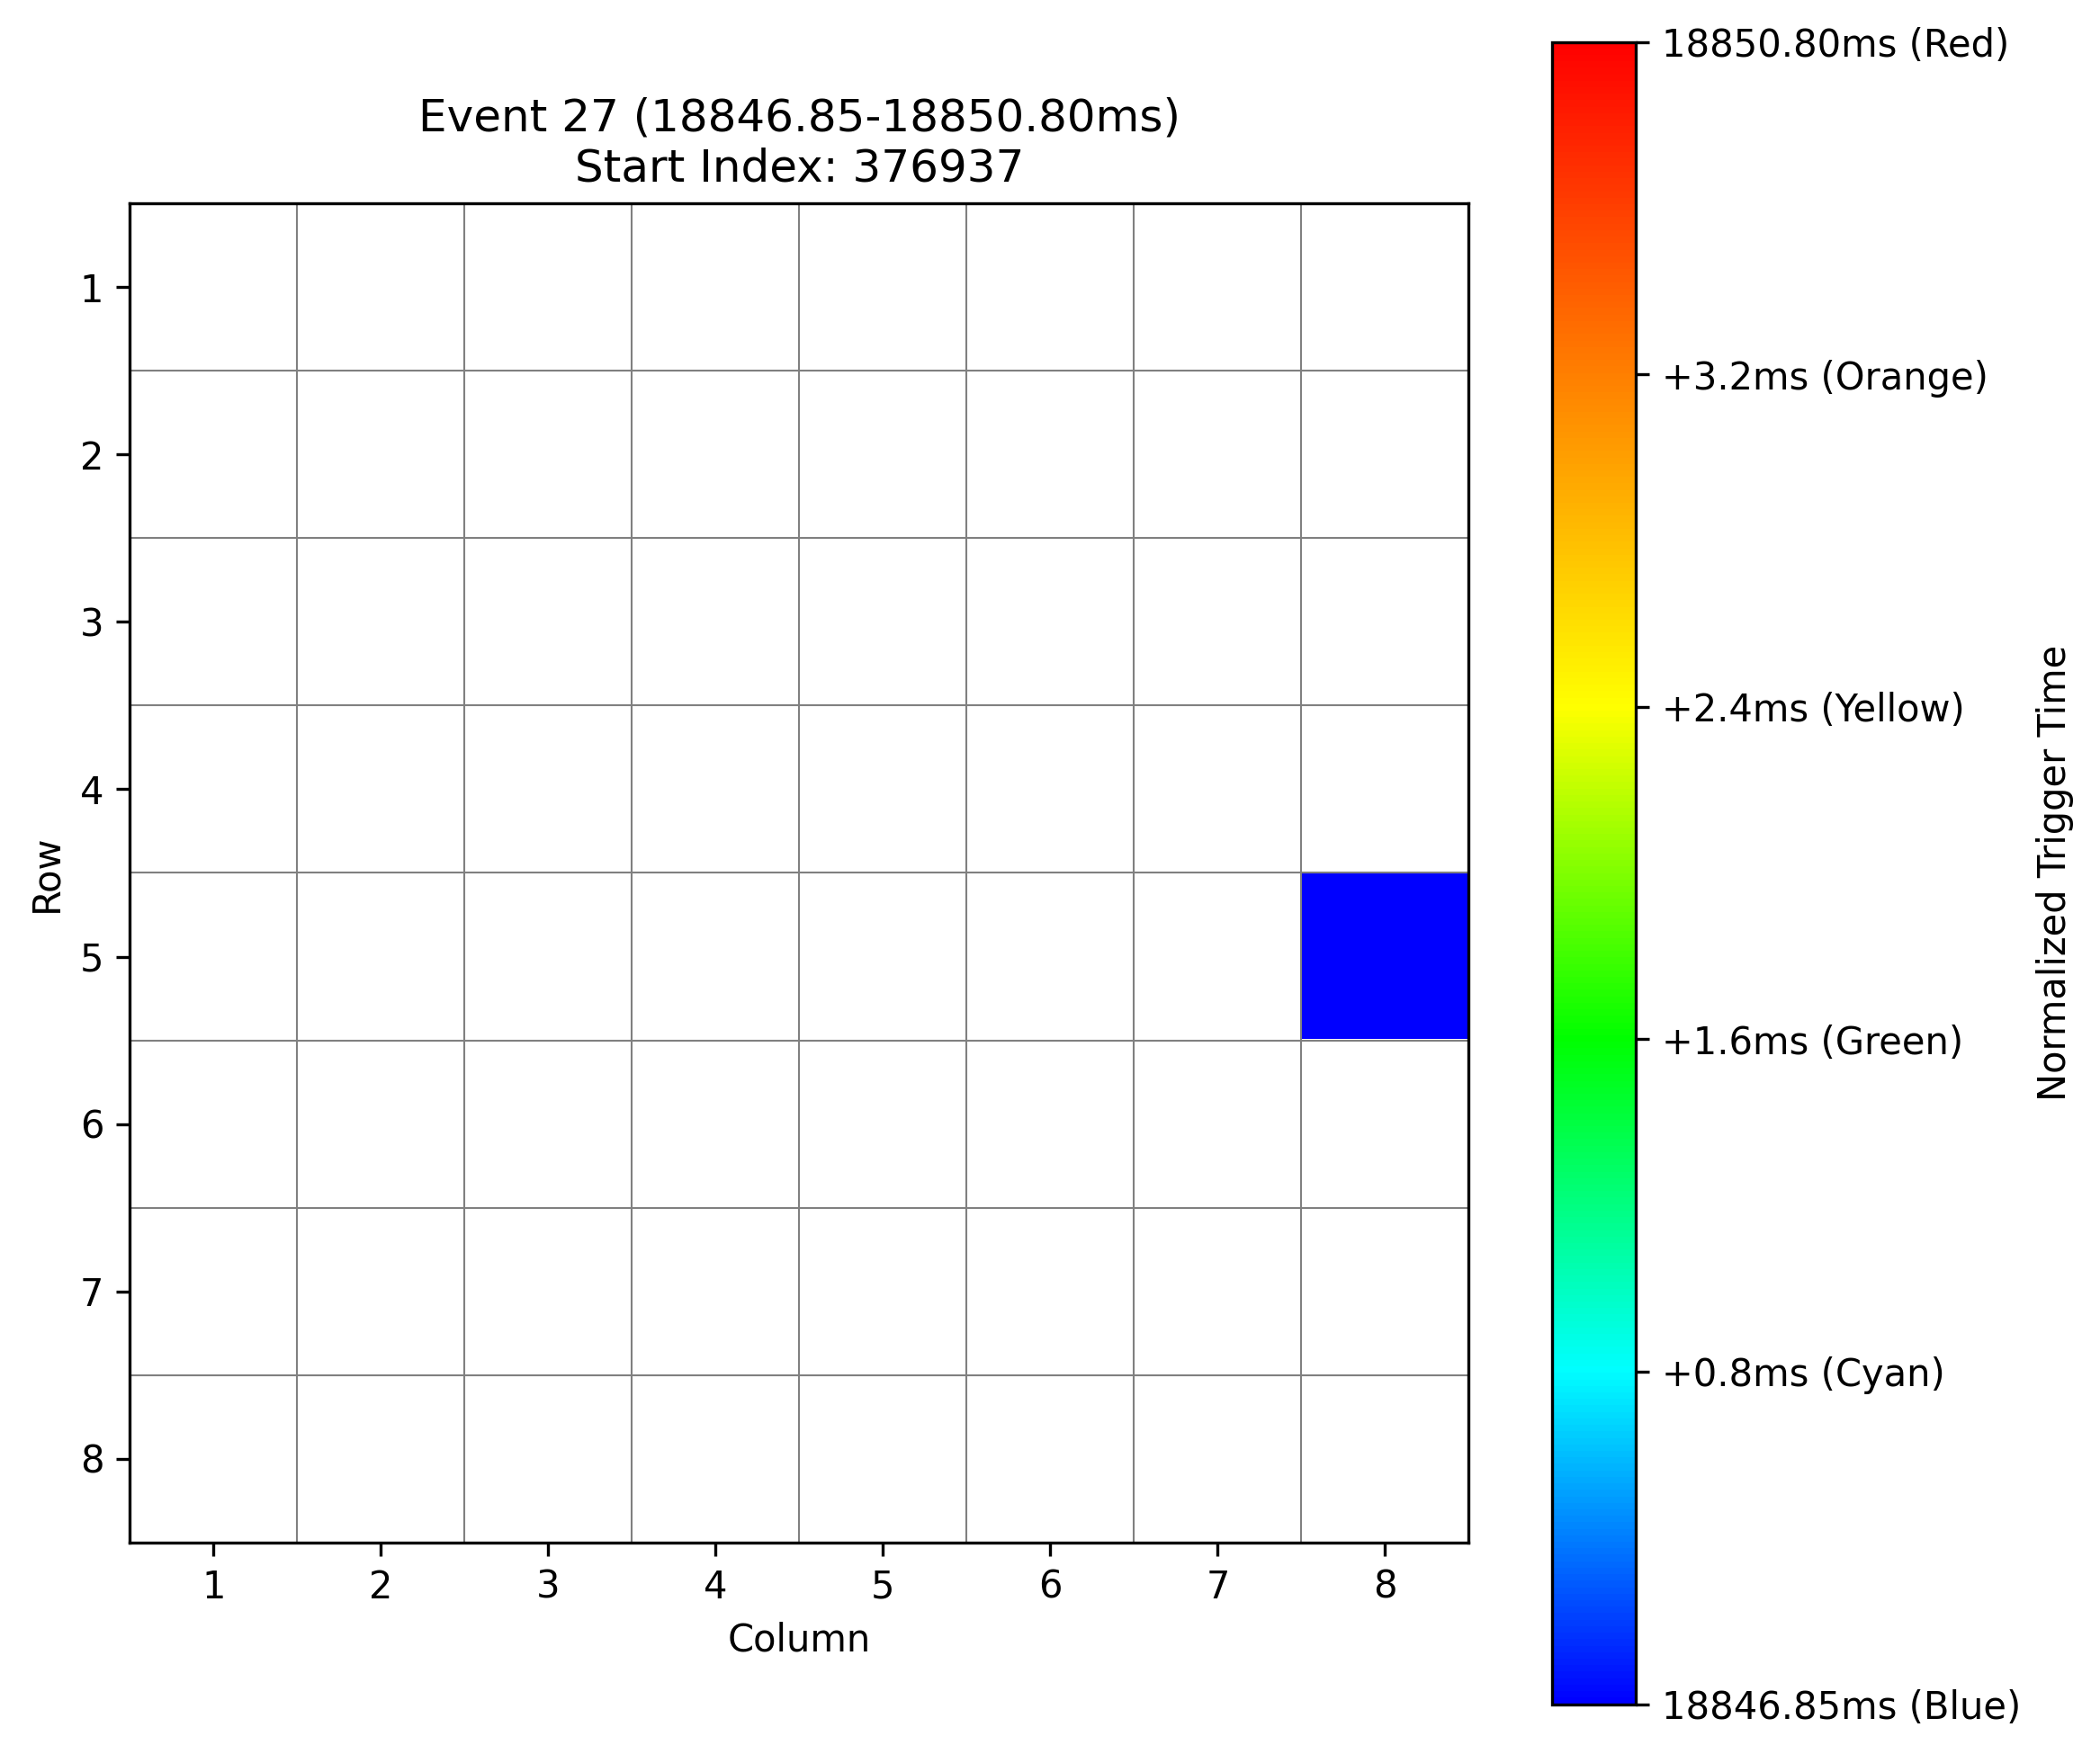 Event 27 (18846.85-18850.80ms)
Start Index: 376937
1
2
3
4
5
6
7
8
Row
1 2 3 4 5 6 7 8
Column
18850.80ms (Red)
+3.2ms (Orange)
+2.4ms (Yellow)
+1.6ms (Green)
+0.8ms (Cyan)
18846.85ms (Blue)
Normalized Trigger Time